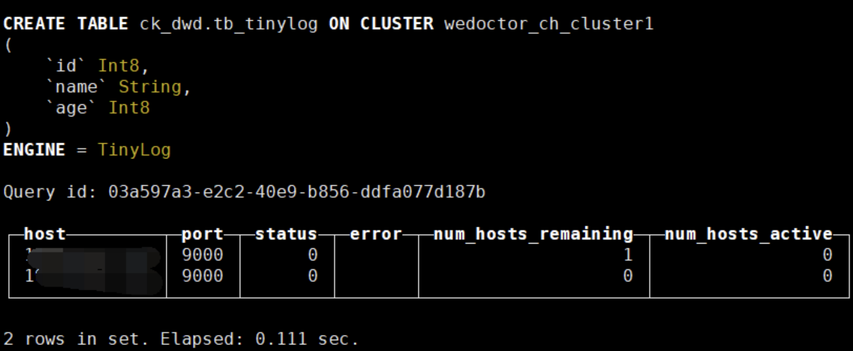 CREATE TABLE ck_dwd.tb_tinylog ON CLUSTER wedoctor_ch_cluster1
(
    `id` Int8,
    `name` String,
    `age` Int8
)
ENGINE = TinyLog
Query id: 03a597a3-e2c2-40e9-b856-ddfa077d187b
host port status error num_hosts_remaining num_hosts_active
9000 0 1 0
9000 0 0 0
2 rows in set. Elapsed: 0.111 sec.